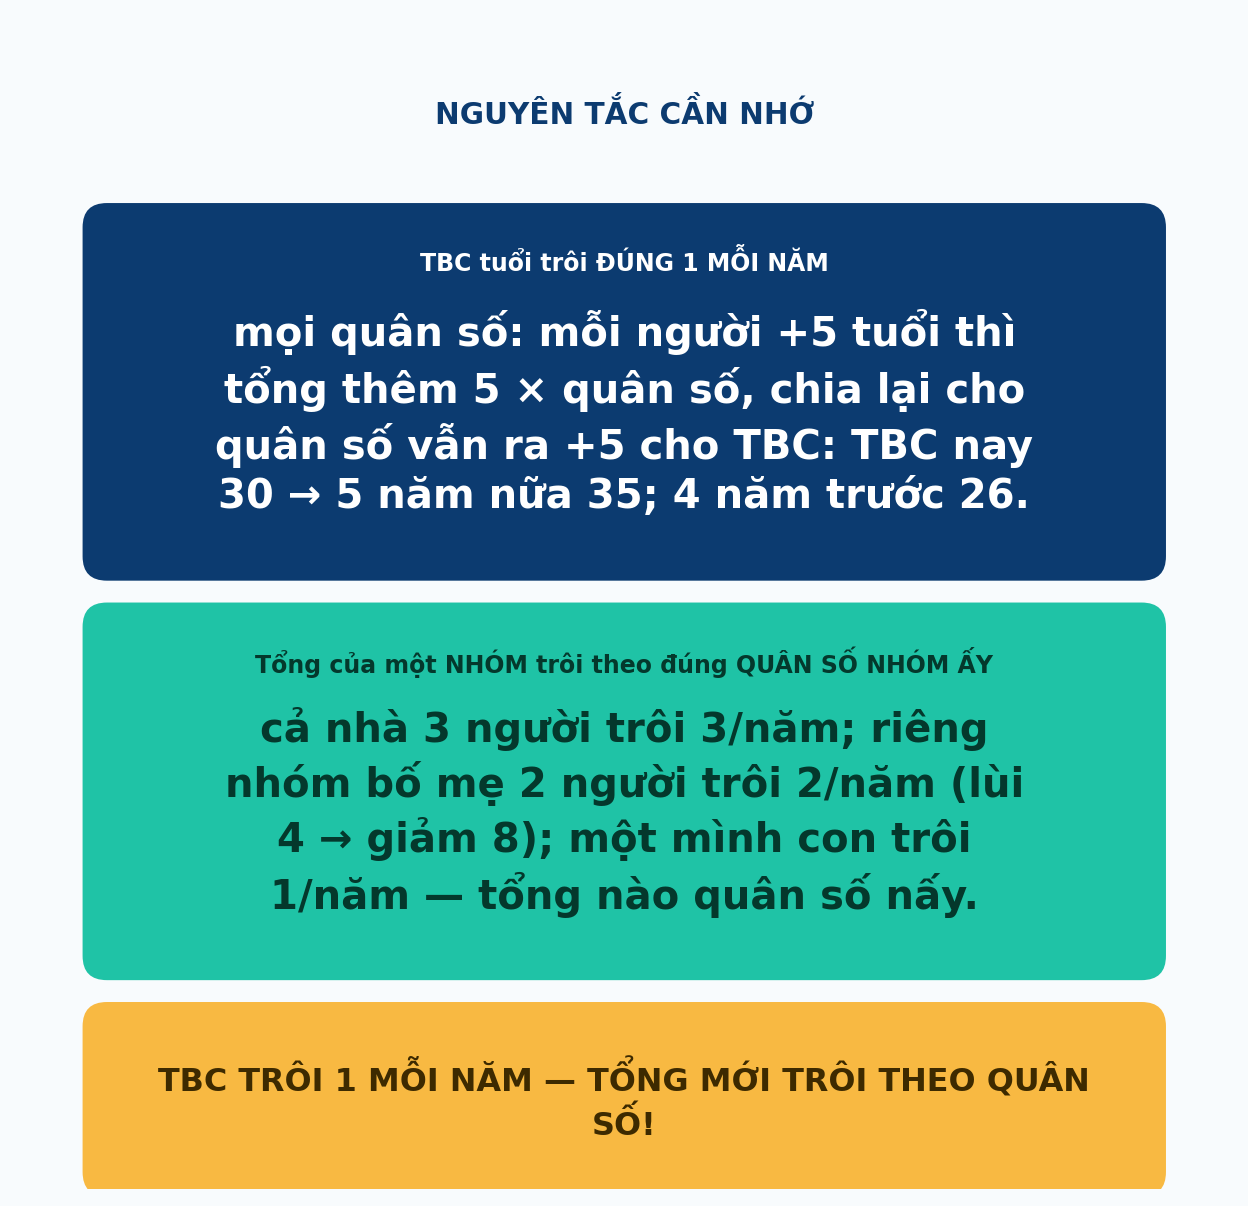 NGUYÊN TẮC CẦN NHỚ
TBC tuổi trôi ĐÚNG 1 MỖI NĂM
mọi quân số: mỗi người +5 tuổi thì
tổng thêm 5 × quân số, chia lại cho
quân số vẫn ra +5 cho TBC: TBC nay
30 → 5 năm nữa 35; 4 năm trước 26.
Tổng của một NHÓM trôi theo đúng QUÂN SỐ NHÓM ẤY
cả nhà 3 người trôi 3/năm; riêng
nhóm bố mẹ 2 người trôi 2/năm (lùi
4 → giảm 8); một mình con trôi
1/năm — tổng nào quân số nấy.
TBC TRÔI 1 MỖI NĂM — TỔNG MỚI TRÔI THEO QUÂN
SỐ!